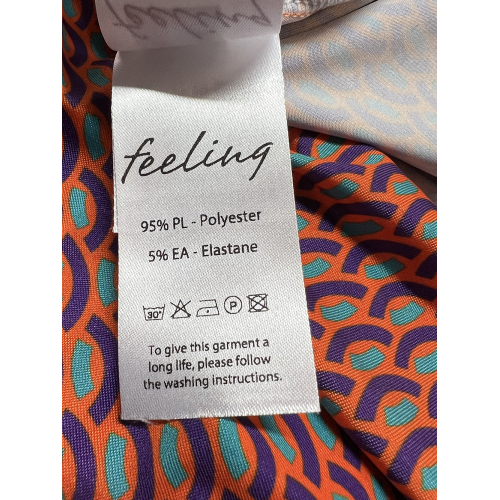 feeling
feeling
95% PL - Polyester
5% EA - Elastane
30° P
To give this garment a
long life, please follow
the washing instructions.